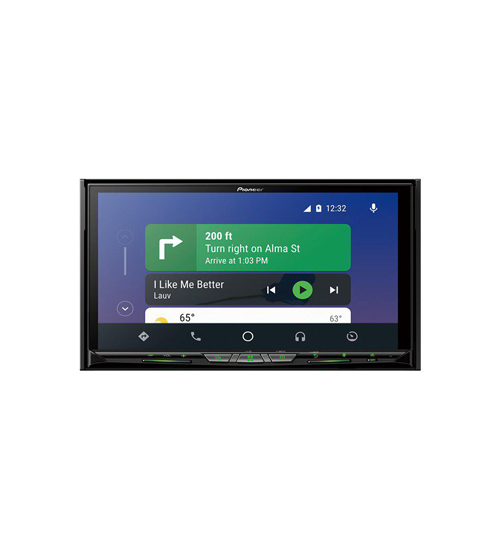 Pioneer
12:32
200 ft
Turn right on Alma St
Arrive at 1:03 PM
I Like Me Better
Lauv
65°
63°